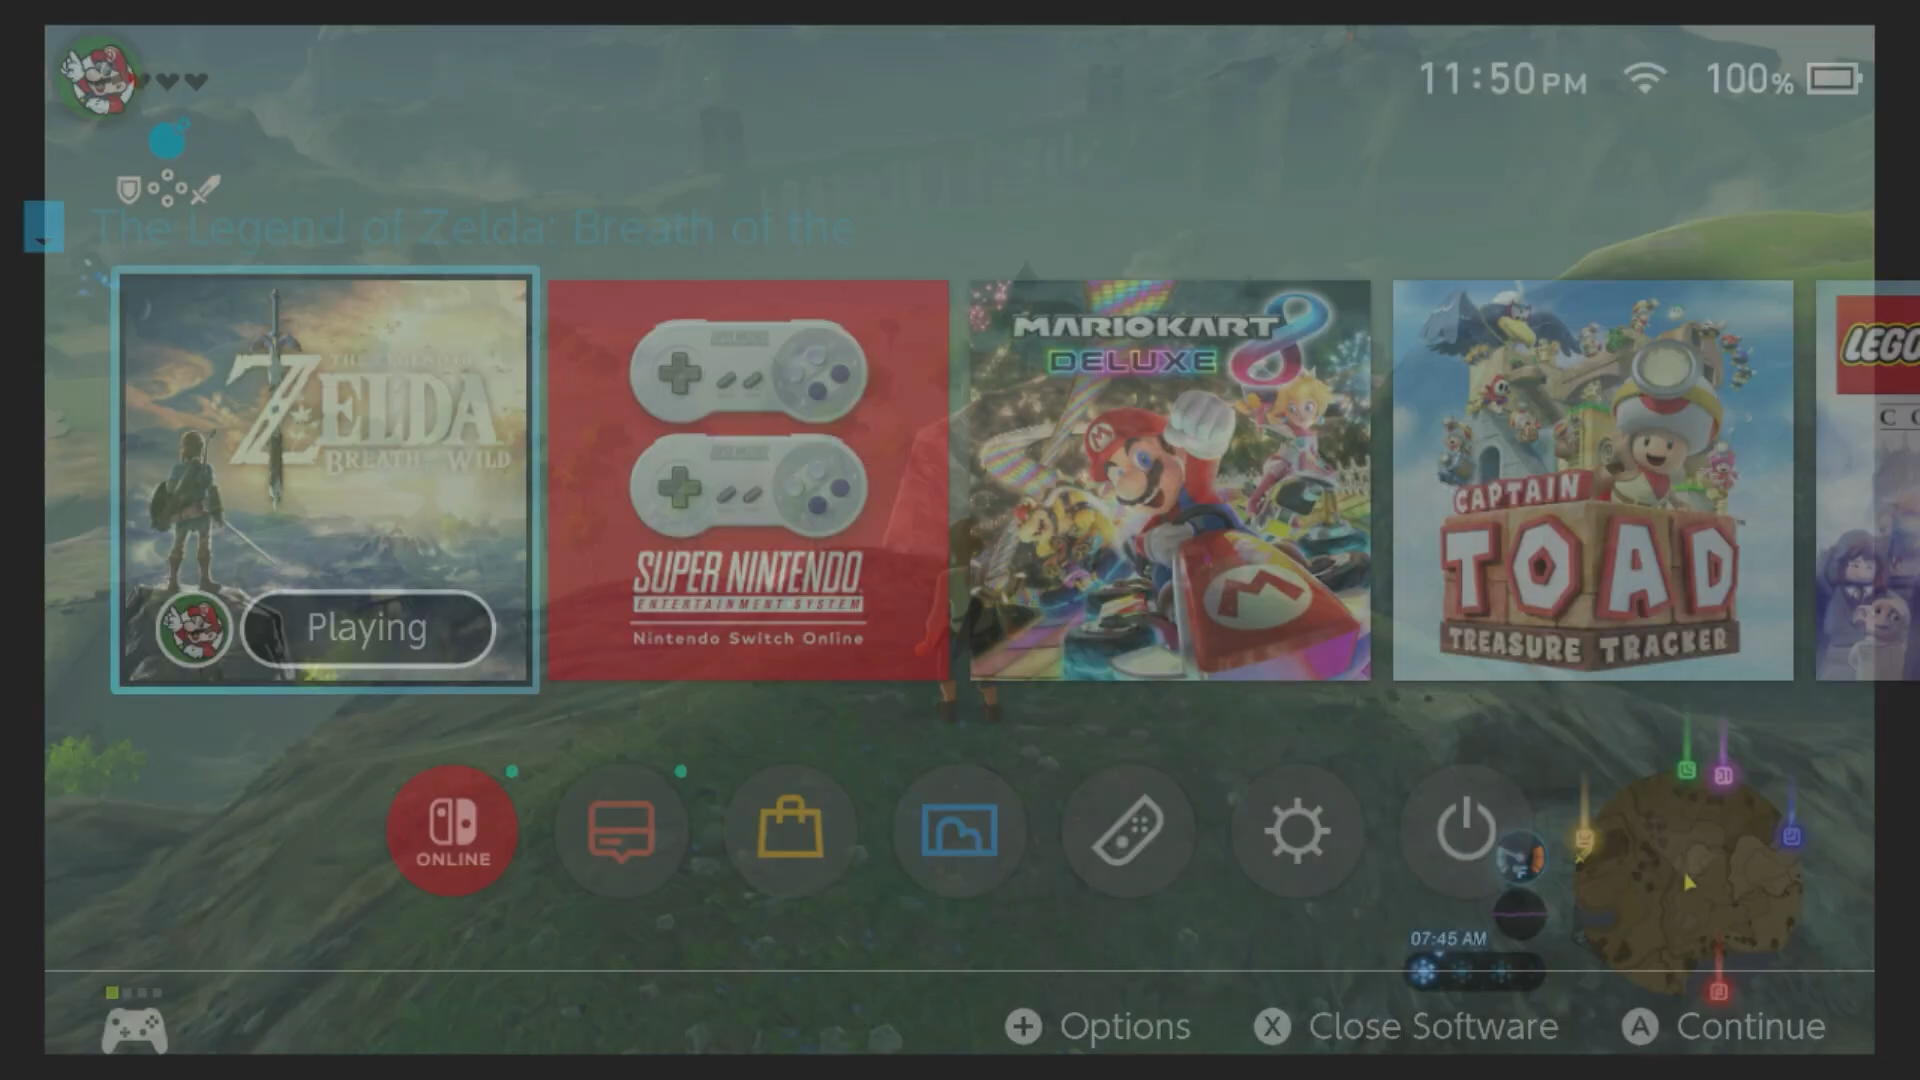 11:50PM
100%
The Legend of Zelda: Breath of the
THE LEGEND OF
ZELDA
BREATH OF THE WILD
Playing
SUPER NINTENDO
ENTERTAINMENT SYSTEM
Nintendo Switch Online
MARIOKART 8
DELUXE
CAPTAIN
TOAD
TREASURE TRACKER
LEGO
ONLINE
°F
07:45 AM
+ Options
X Close Software
A Continue